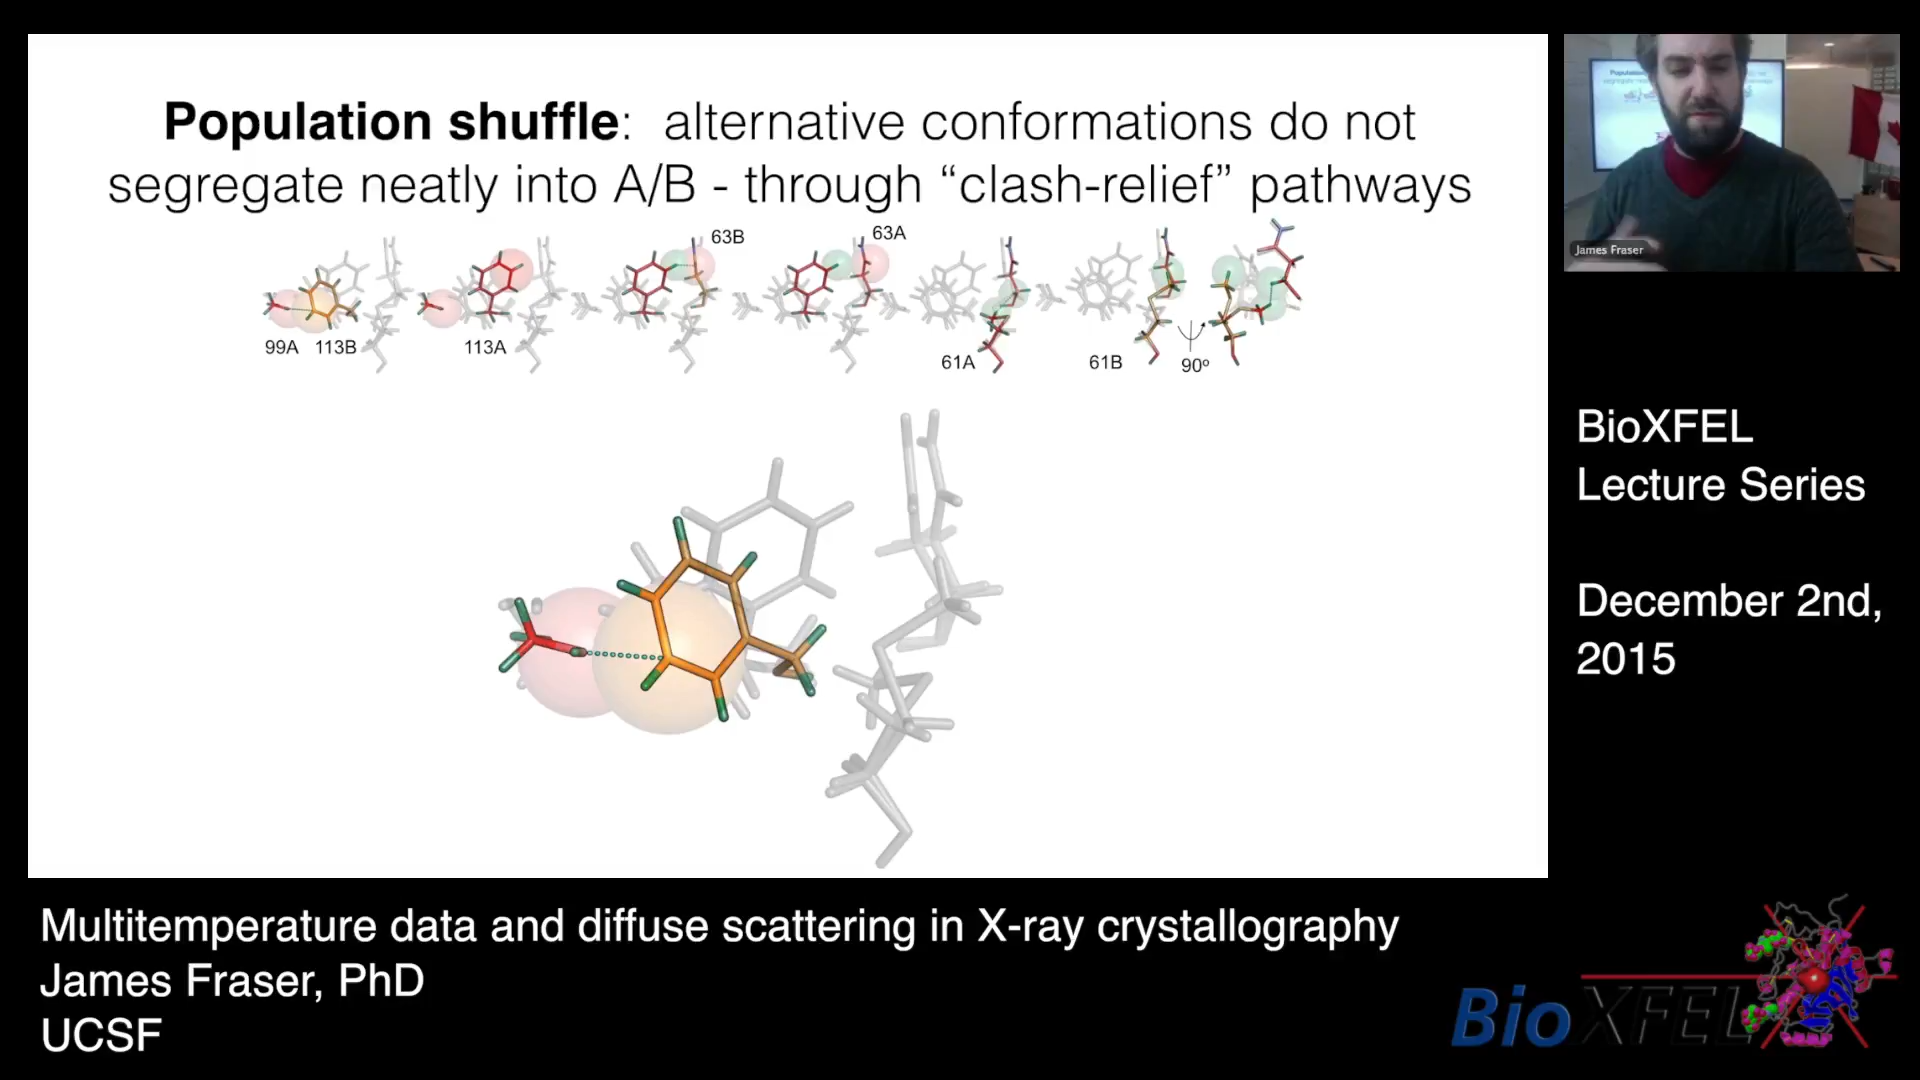 Population shuffle: alternative conformations do not
segregate neatly into A/B - through “clash-relief” pathways
63B
63A
99A 113B
113A
61A
61B
90º
James Fraser
BioXFEL
Lecture Series
December 2nd,
2015
Multitemperature data and diffuse scattering in X-ray crystallography
James Fraser, PhD
UCSF
BioXFEL